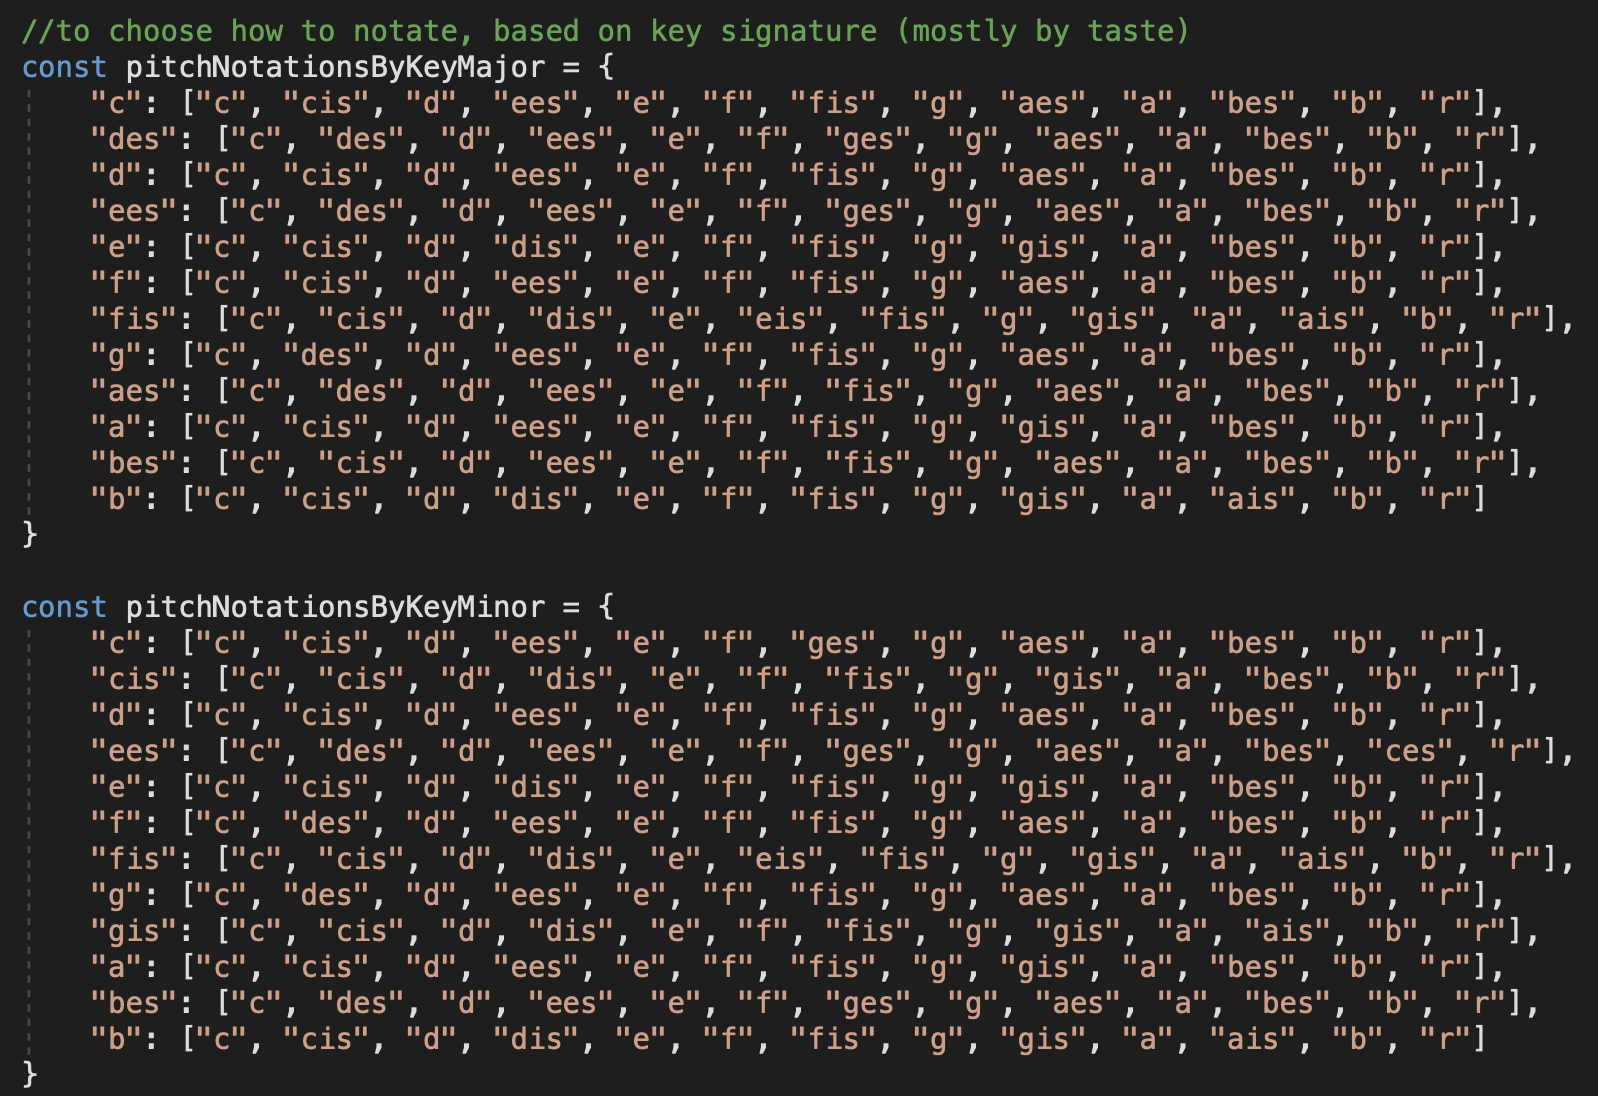 //to choose how to notate, based on key signature (mostly by taste)
const pitchNotationsByKeyMajor = {
    "c": ["c", "cis", "d", "ees", "e", "f", "fis", "g", "aes", "a", "bes", "b", "r"],
    "des": ["c", "des", "d", "ees", "e", "f", "ges", "g", "aes", "a", "bes", "b", "r"],
    "d": ["c", "cis", "d", "ees", "e", "f", "fis", "g", "aes", "a", "bes", "b", "r"],
    "ees": ["c", "des", "d", "ees", "e", "f", "ges", "g", "aes", "a", "bes", "b", "r"],
    "e": ["c", "cis", "d", "dis", "e", "f", "fis", "g", "gis", "a", "bes", "b", "r"],
    "f": ["c", "cis", "d", "ees", "e", "f", "fis", "g", "aes", "a", "bes", "b", "r"],
    "fis": ["c", "cis", "d", "dis", "e", "eis", "fis", "g", "gis", "a", "ais", "b", "r"],
    "g": ["c", "des", "d", "ees", "e", "f", "fis", "g", "aes", "a", "bes", "b", "r"],
    "aes": ["c", "des", "d", "ees", "e", "f", "fis", "g", "aes", "a", "bes", "b", "r"],
    "a": ["c", "cis", "d", "ees", "e", "f", "fis", "g", "gis", "a", "bes", "b", "r"],
    "bes": ["c", "cis", "d", "ees", "e", "f", "fis", "g", "aes", "a", "bes", "b", "r"],
    "b": ["c", "cis", "d", "dis", "e", "f", "fis", "g", "gis", "a", "ais", "b", "r"]
}
const pitchNotationsByKeyMinor = {
    "c": ["c", "cis", "d", "ees", "e", "f", "ges", "g", "aes", "a", "bes", "b", "r"],
    "cis": ["c", "cis", "d", "dis", "e", "f", "fis", "g", "gis", "a", "bes", "b", "r"],
    "d": ["c", "cis", "d", "ees", "e", "f", "fis", "g", "aes", "a", "bes", "b", "r"],
    "ees": ["c", "des", "d", "ees", "e", "f", "ges", "g", "aes", "a", "bes", "ces", "r"],
    "e": ["c", "cis", "d", "dis", "e", "f", "fis", "g", "gis", "a", "bes", "b", "r"],
    "f": ["c", "des", "d", "ees", "e", "f", "fis", "g", "aes", "a", "bes", "b", "r"],
    "fis": ["c", "cis", "d", "dis", "e", "eis", "fis", "g", "gis", "a", "ais", "b", "r"],
    "g": ["c", "des", "d", "ees", "e", "f", "fis", "g", "aes", "a", "bes", "b", "r"],
    "gis": ["c", "cis", "d", "dis", "e", "f", "fis", "g", "gis", "a", "ais", "b", "r"],
    "a": ["c", "cis", "d", "ees", "e", "f", "fis", "g", "gis", "a", "bes", "b", "r"],
    "bes": ["c", "des", "d", "ees", "e", "f", "ges", "g", "aes", "a", "bes", "b", "r"],
    "b": ["c", "cis", "d", "dis", "e", "f", "fis", "g", "gis", "a", "ais", "b", "r"]
}